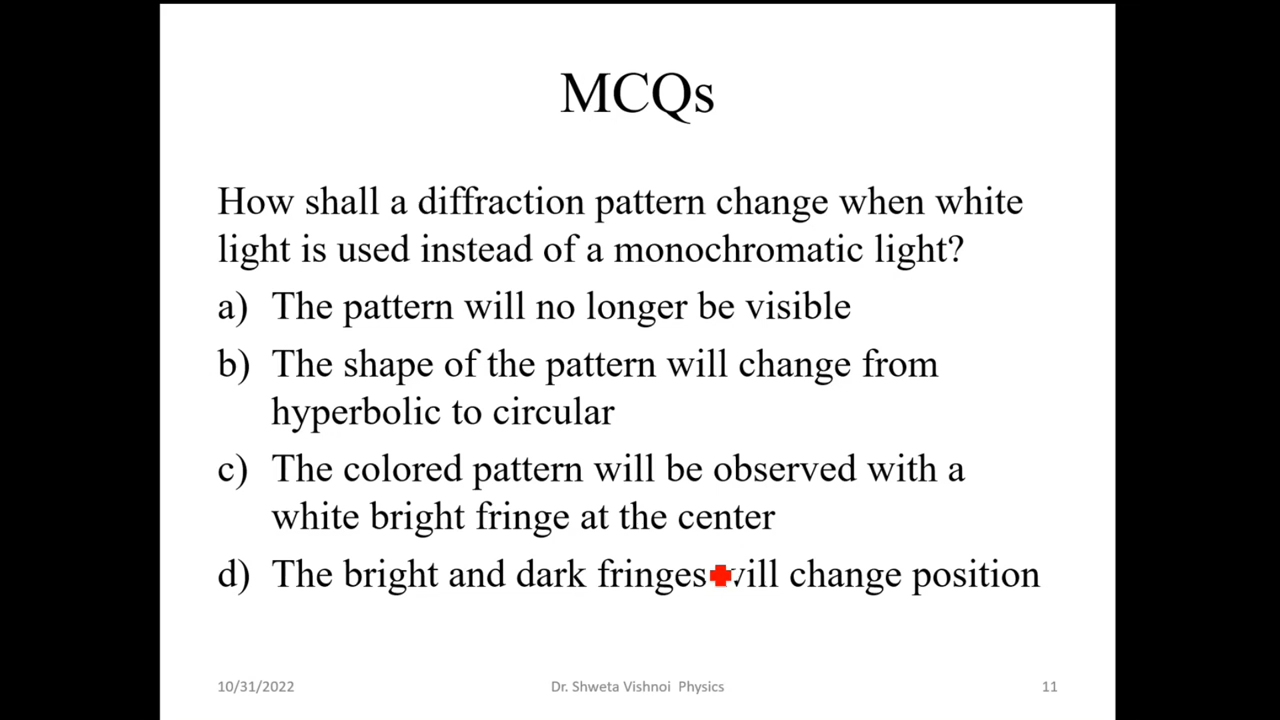 MCQs
How shall a diffraction pattern change when white
light is used instead of a monochromatic light?
a) The pattern will no longer be visible
b) The shape of the pattern will change from
hyperbolic to circular
c) The colored pattern will be observed with a
white bright fringe at the center
d) The bright and dark fringes will change position
10/31/2022
Dr. Shweta Vishnoi Physics
11